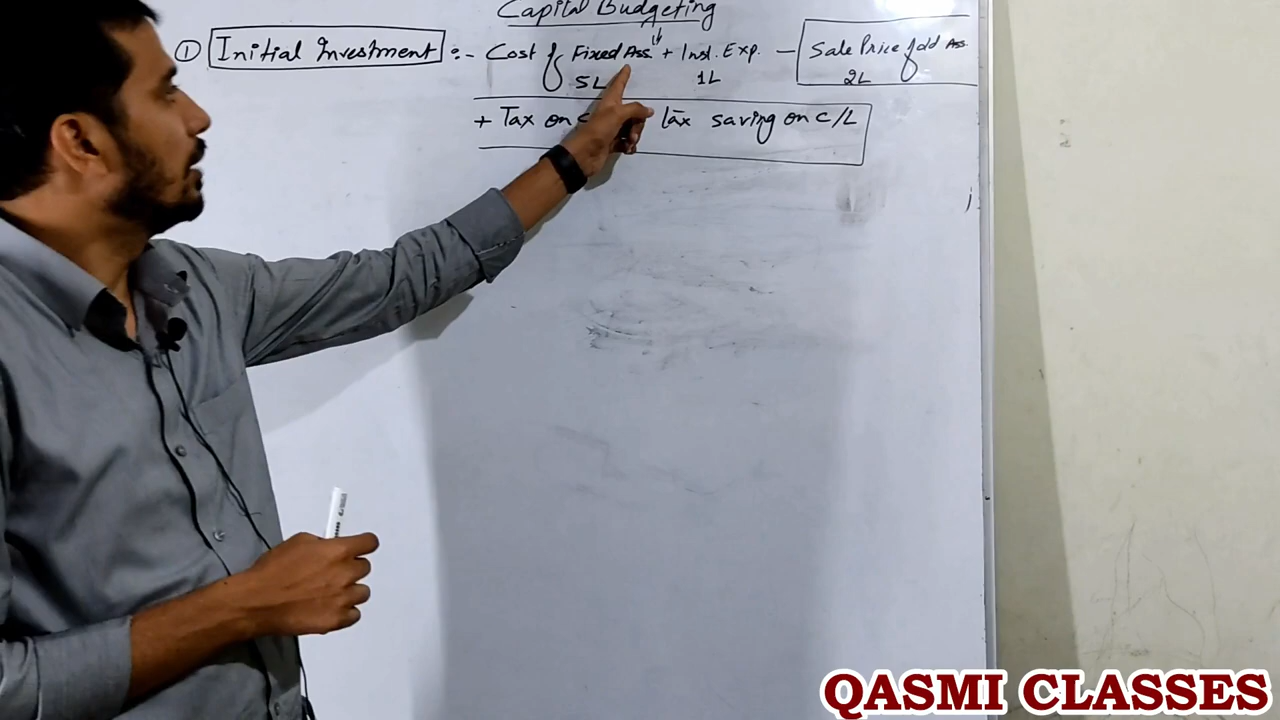 Capital Budgeting
① Initial Investment :- Cost of Fixed Ass. + Inst. Exp. - Sale Price of old Ass.
5L 1L 2L
+ Tax on tax saving on C/L
QASMI CLASSES